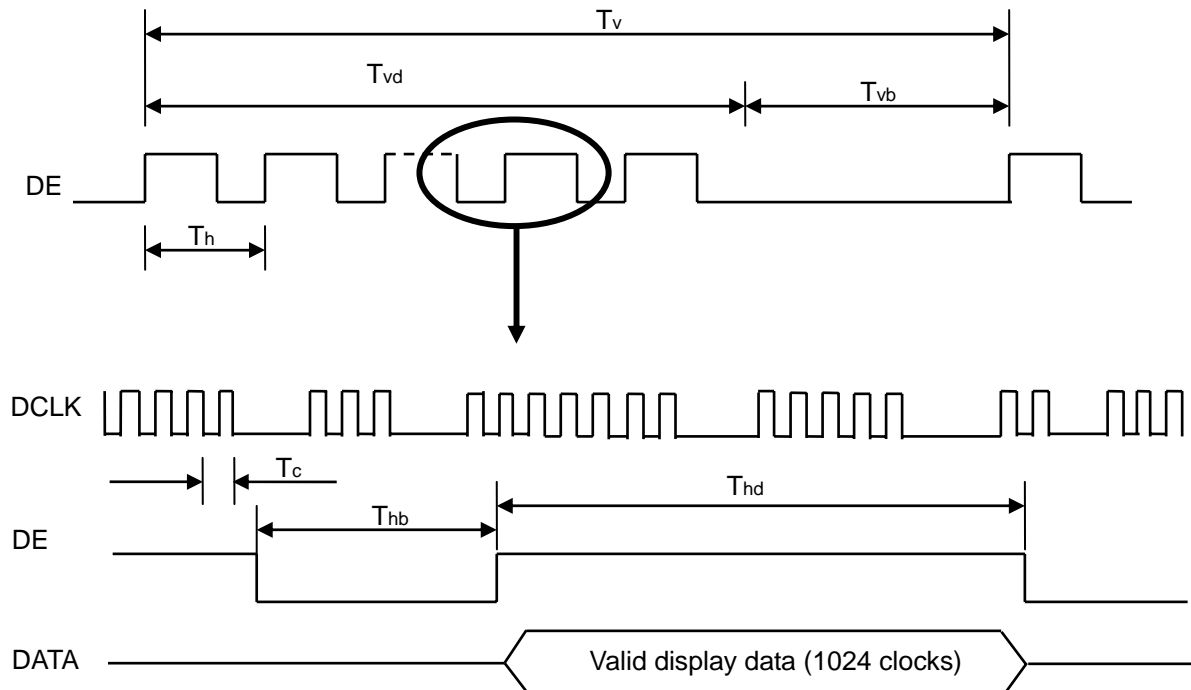 Tv
Tvd
Tvb
DE
Th
DCLK
Tc
Thd
Thb
DE
DATA
Valid display data (1024 clocks)